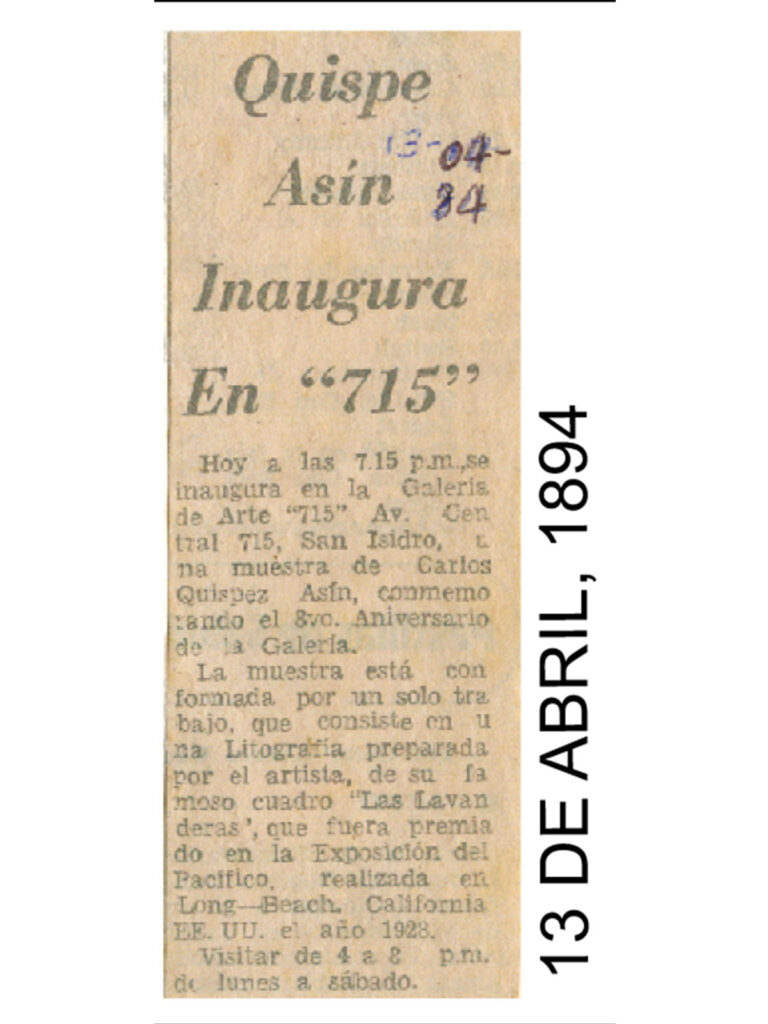 Quispe
Asín
Inaugura
En “715”
13-04-
84
Hoy a las 7.15 p.m.,se
inaugura en la Galería
de Arte “715” Av. Cen
tral 715, San Isidro, u
na muestra de Carlos
Quispez Asín, conmemo
rando el 8vo. Aniversario
de la Galería.
La muestra está con
formada por un solo tra
bajo, que consiste en u
na Litografía preparada
por el artista, de su fa
moso cuadro “Las Lavan
deras’, que fuera premia
do en la Exposición del
Pacifico, realizada en
Long—Beach. California
EE. UU. el año 1928.
Visitar de 4 a 8 p.m.
de lunes a sábado.
13 DE ABRIL, 1894